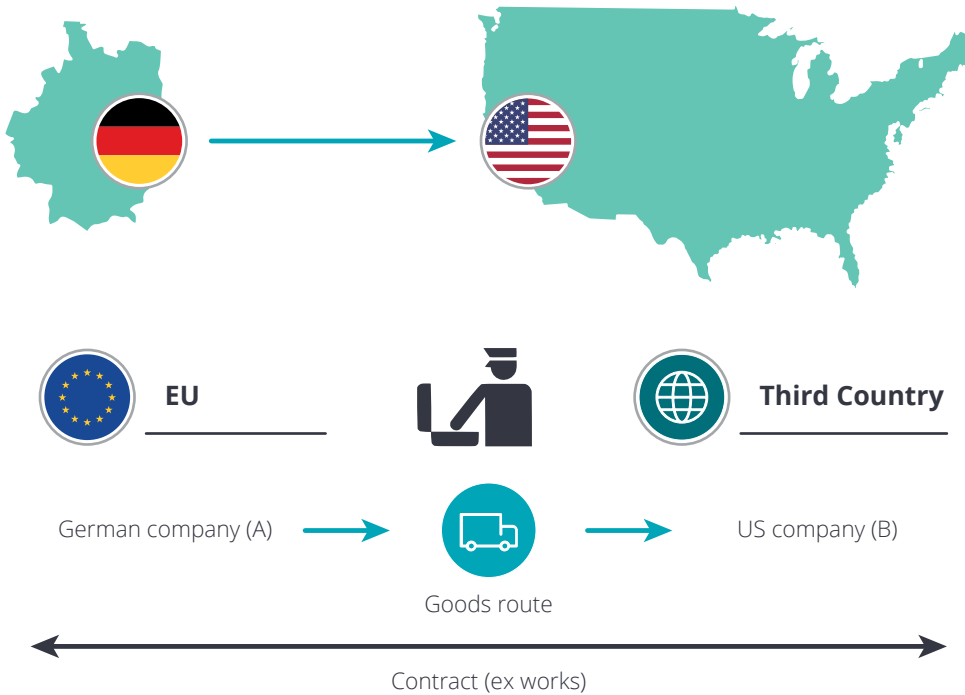 EU
Third Country
German company (A)
US company (B)
Goods route
Contract (ex works)